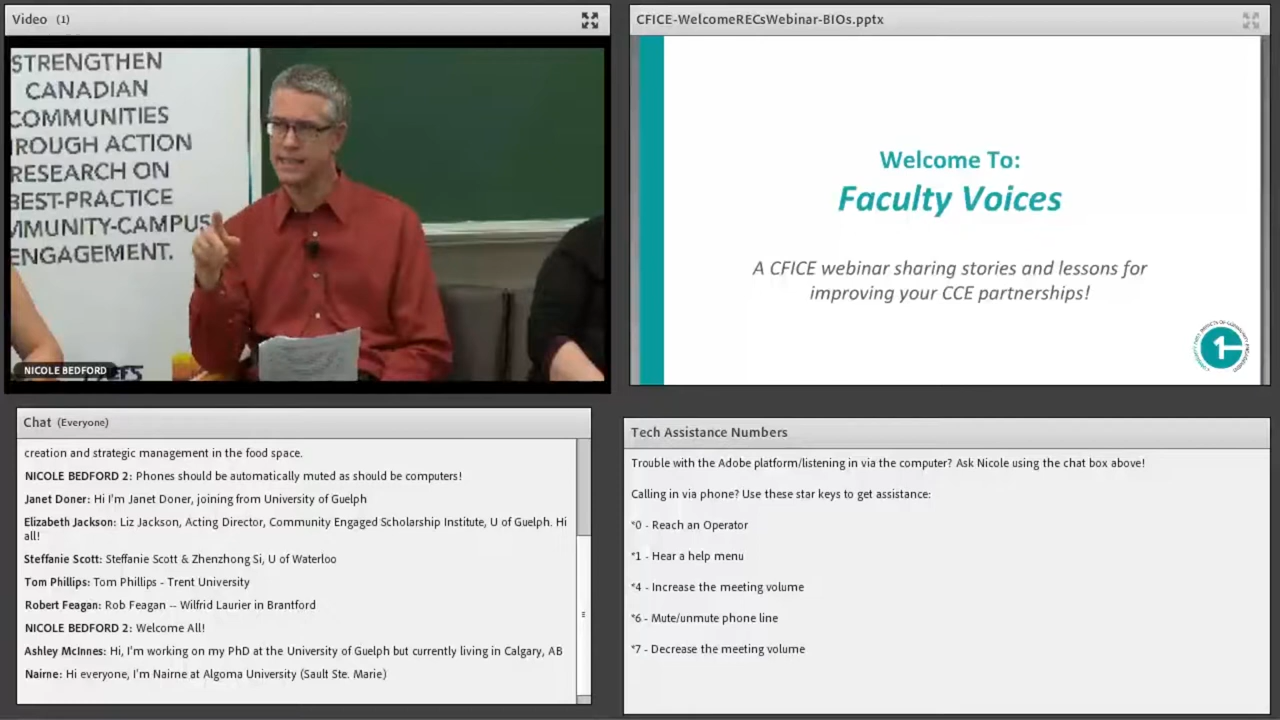 Video (1)
STRENGTHEN
CANADIAN
COMMUNITIES
ROUGH ACTION
RESEARCH ON
BEST-PRACTICE
MMUNITY-CAMPUS
ENGAGEMENT.
NICOLE BEDFORD
CFICE-WelcomeRECsWebinar-BIOs.pptx
Welcome To:
Faculty Voices
A CFICE webinar sharing stories and lessons for
improving your CCE partnerships!
Chat (Everyone)
creation and strategic management in the food space.
NICOLE BEDFORD 2: Phones should be automatically muted as should be computers!
Janet Doner: Hi I'm Janet Doner, joining from University of Guelph
Elizabeth Jackson: Liz Jackson, Acting Director, Community Engaged Scholarship Institute, U of Guelph. Hi
all!
Steffanie Scott: Steffanie Scott & Zhenzhong Si, U of Waterloo
Tom Phillips: Tom Phillips - Trent University
Robert Feagan: Rob Feagan -- Wilfrid Laurier in Brantford
NICOLE BEDFORD 2: Welcome All!
Ashley McInnes: Hi, I'm working on my PhD at the University of Guelph but currently living in Calgary, AB
Nairne: Hi everyone, I'm Nairne at Algoma University (Sault Ste. Marie)
Tech Assistance Numbers
Trouble with the Adobe platform/listening in via the computer? Ask Nicole using the chat box above!
Calling in via phone? Use these star keys to get assistance:
*0 - Reach an Operator
*1 - Hear a help menu
*4 - Increase the meeting volume
*6 - Mute/unmute phone line
*7 - Decrease the meeting volume